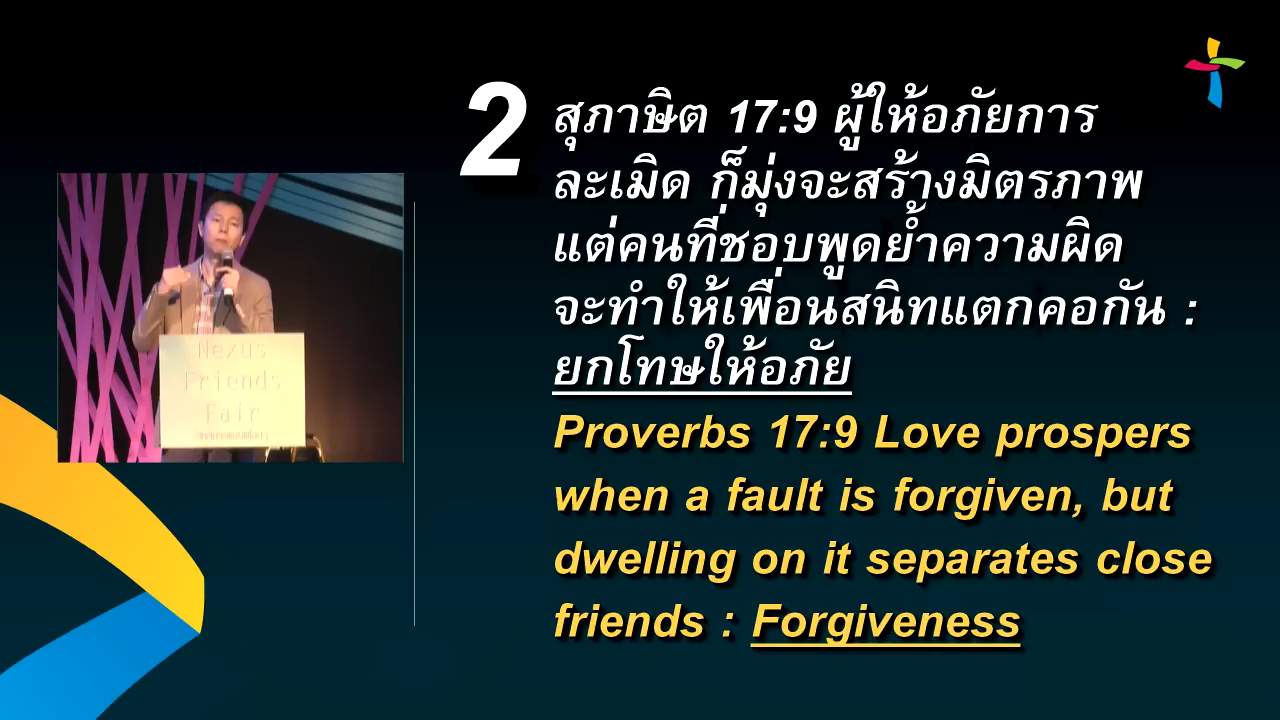 2
สุภาษิต 17:9 ผู้ให้อภัยการ
ละเมิด ก็มุ่งจะสร้างมิตรภาพ
แต่คนที่ชอบพูดย้ำความผิด
จะทำให้เพื่อนสนิทแตกคอกัน :
ยกโทษให้อภัย
Proverbs 17:9 Love prospers
when a fault is forgiven, but
dwelling on it separates close
friends : Forgiveness
Nexus
Friends
Fair